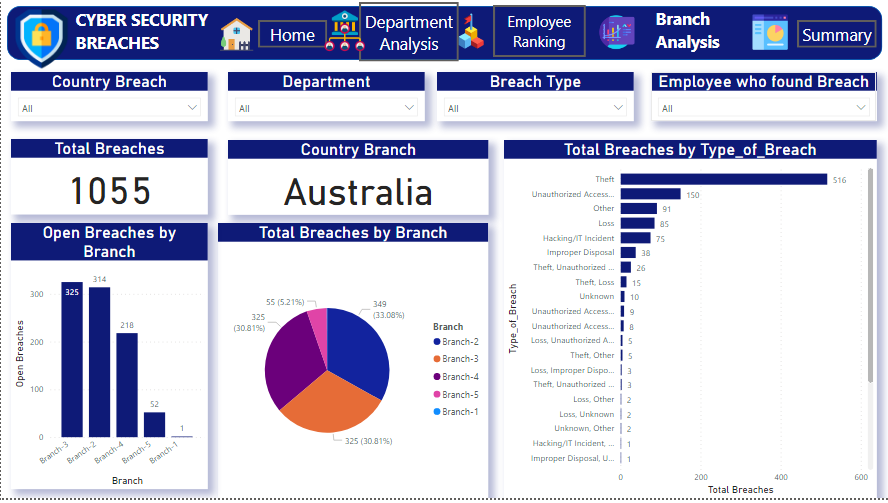 CYBER SECURITY
BREACHES
Home
Department
Analysis
Employee
Ranking
Branch
Analysis
Summary
Country Breach
All
Department
All
Breach Type
All
Employee who found Breach
All
Total Breaches
1055
Country Branch
Australia
Open Breaches by
Branch
Open Breaches
300
200
100
0
325
314
218
52
1
Branch-3
Branch-2
Branch-4
Branch-5
Branch-1
Branch
Total Breaches by Branch
55 (5.21%)
349
(33.08%)
325
(30.81%)
325 (30.81%)
Branch
Branch-2
Branch-3
Branch-4
Branch-5
Branch-1
Total Breaches by Type_of_Breach
Type_of_Breach
Theft 516
Unauthorized Access... 150
Other 91
Loss 85
Hacking/IT Incident 75
Improper Disposal 38
Theft, Unauthorized ... 26
Theft, Loss 15
Unknown 10
Unauthorized Access... 9
Unauthorized Access... 8
Loss, Unauthorized A... 5
Theft, Other 5
Loss, Improper Dispo... 3
Theft, Unauthorized ... 3
Loss, Other 2
Loss, Unknown 2
Unknown, Other 2
Hacking/IT Incident, ... 1
Improper Disposal, U... 1
0 200 400 600
Total Breaches